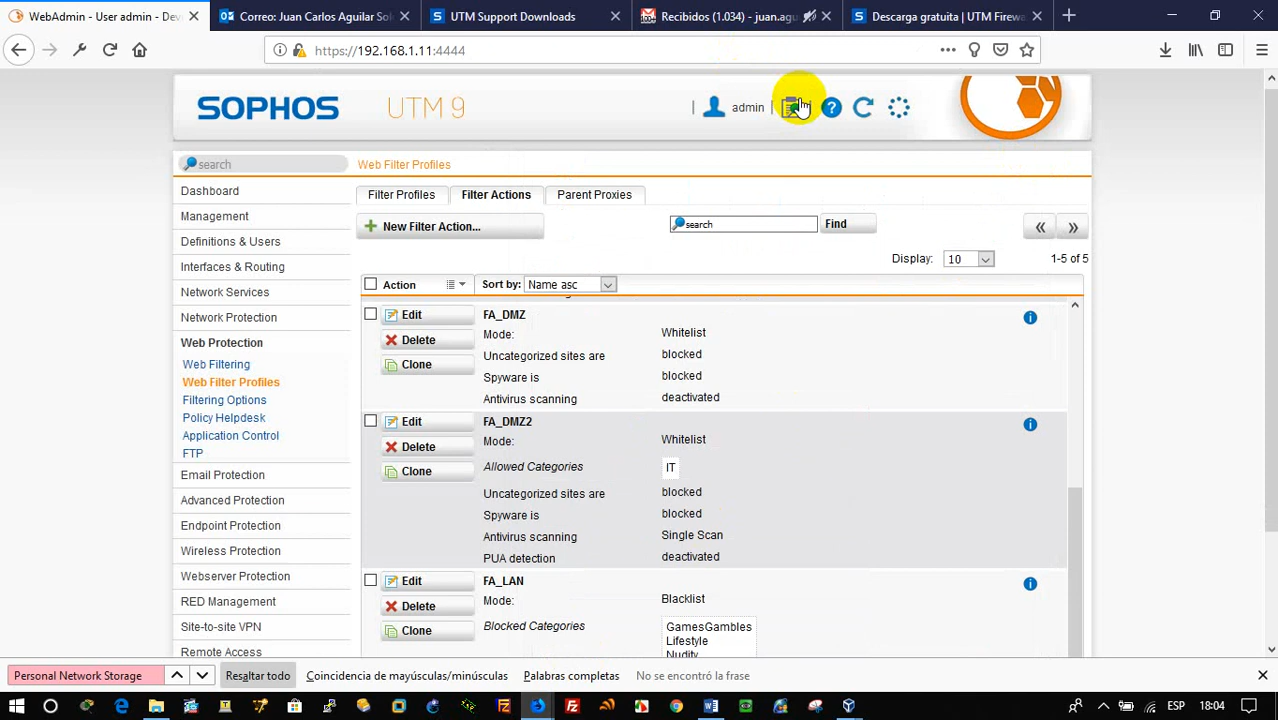 WebAdmin - User admin - Dev
Correo: Juan Carlos Aguilar So
UTM Support Downloads
Recibidos (1.034) - juan.agu
Descarga gratuita | UTM Firew
https://192.168.1.11:4444
SOPHOS UTM 9
admin
search
Web Filter Profiles
Dashboard
Management
Definitions & Users
Interfaces & Routing
Network Services
Network Protection
Web Protection
Web Filtering
Web Filter Profiles
Filtering Options
Policy Helpdesk
Application Control
FTP
Email Protection
Advanced Protection
Endpoint Protection
Wireless Protection
Webserver Protection
RED Management
Site-to-site VPN
Remote Access
Filter Profiles Filter Actions Parent Proxies
New Filter Action...
search Find
Display: 10 1-5 of 5
Action Sort by: Name asc
Edit FA_DMZ
Mode: Whitelist
Delete
Uncategorized sites are blocked
Clone
Spyware is blocked
Antivirus scanning deactivated
Edit FA_DMZ2
Mode: Whitelist
Delete
Allowed Categories IT
Clone
Uncategorized sites are blocked
Spyware is blocked
Antivirus scanning Single Scan
PUA detection deactivated
Edit FA_LAN
Mode: Blacklist
Delete
Blocked Categories GamesGambles
Clone
Lifestyle
Nudity
Personal Network Storage Resaltar todo Coincidencia de mayúsculas/minúsculas Palabras completas No se encontró la frase
ESP 18:04